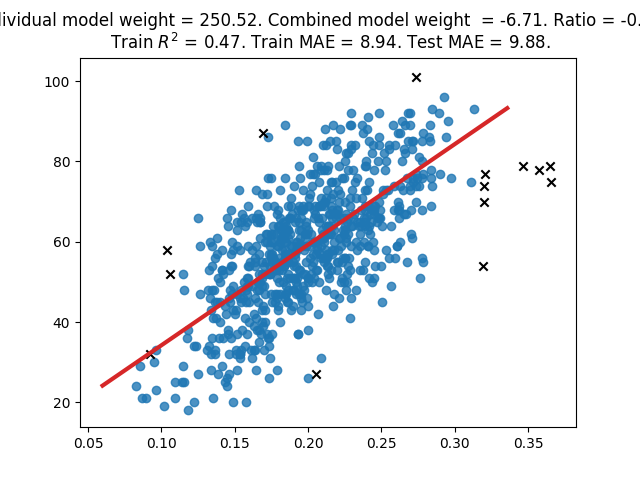 dividual model weight = 250.52. Combined model weight = -6.71. Ratio = -0.
Train R² = 0.47. Train MAE = 8.94. Test MAE = 9.88.
100
80
60
40
20
0.05 0.10 0.15 0.20 0.25 0.30 0.35